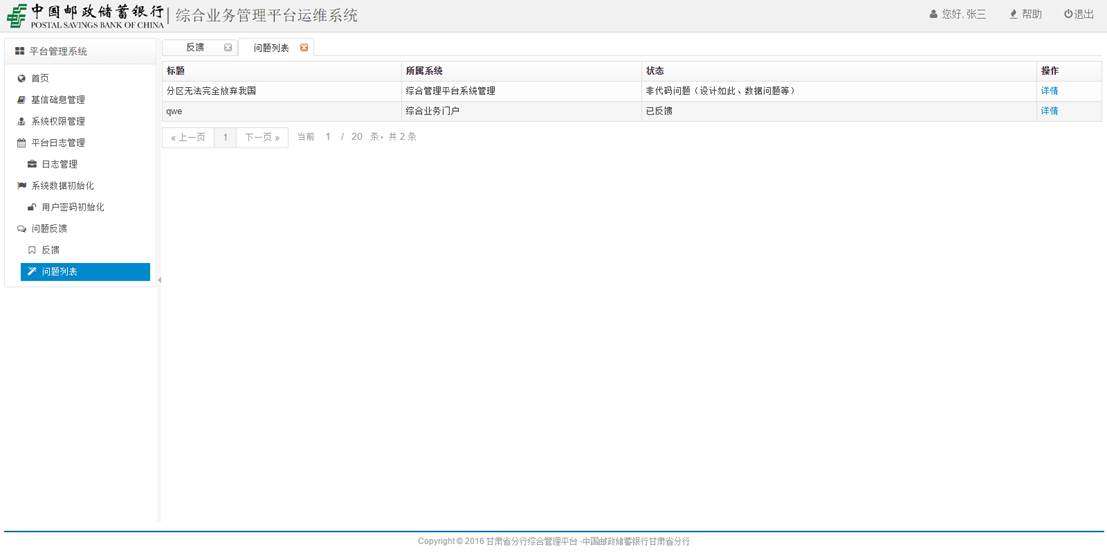 中国邮政储蓄银行
POSTAL SAVINGS BANK OF CHINA
综合业务管理平台运维系统
您好, 张三 帮助 退出
平台管理系统
首页
基信础息管理
系统权限管理
平台日志管理
日志管理
系统数据初始化
用户密码初始化
问题反馈
反馈
问题列表
反馈 问题列表
标题 所属系统 状态 操作
分区无法完全放弃我国 综合管理平台系统管理 非代码问题（设计如此、数据问题等） 详情
qwe 综合业务门户 已反馈 详情
« 上一页 1 下一页 » 当前 1 / 20 条，共 2 条
Copyright © 2016 甘肃省分行综合管理平台 -中国邮政储蓄银行甘肃省分行